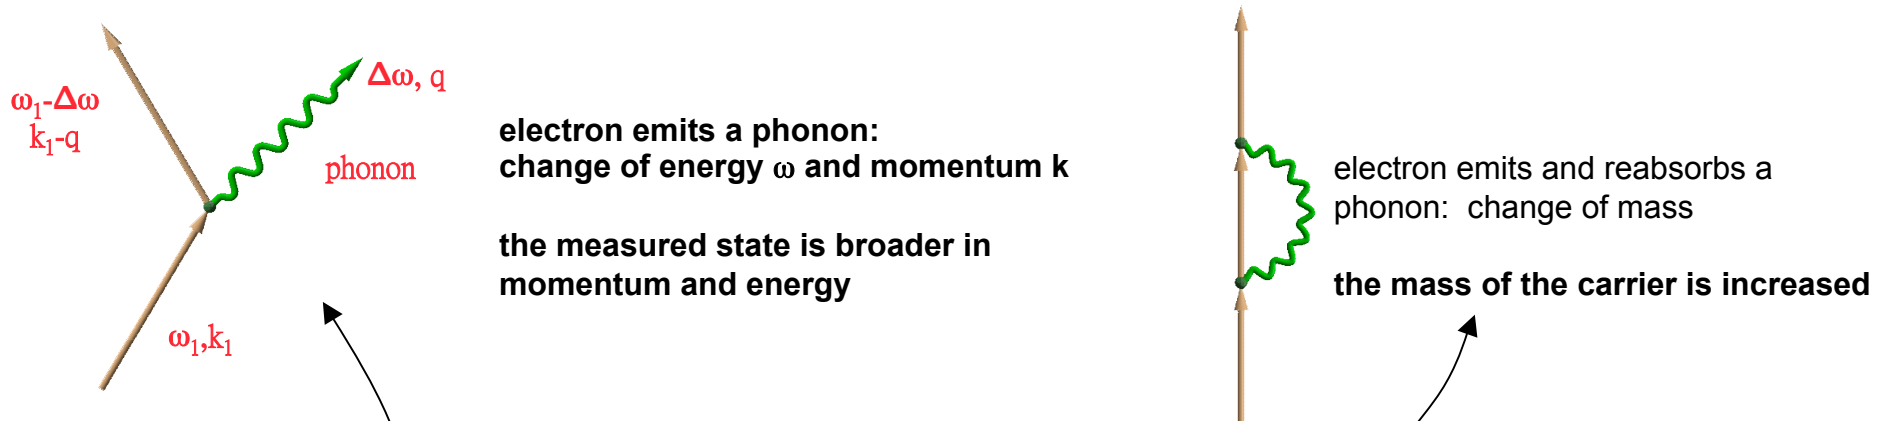 ω₁-Δω
k₁-q
Δω, q
phonon
ω₁,k₁
electron emits a phonon:
change of energy ω and momentum k
the measured state is broader in
momentum and energy
electron emits and reabsorbs a
phonon: change of mass
the mass of the carrier is increased